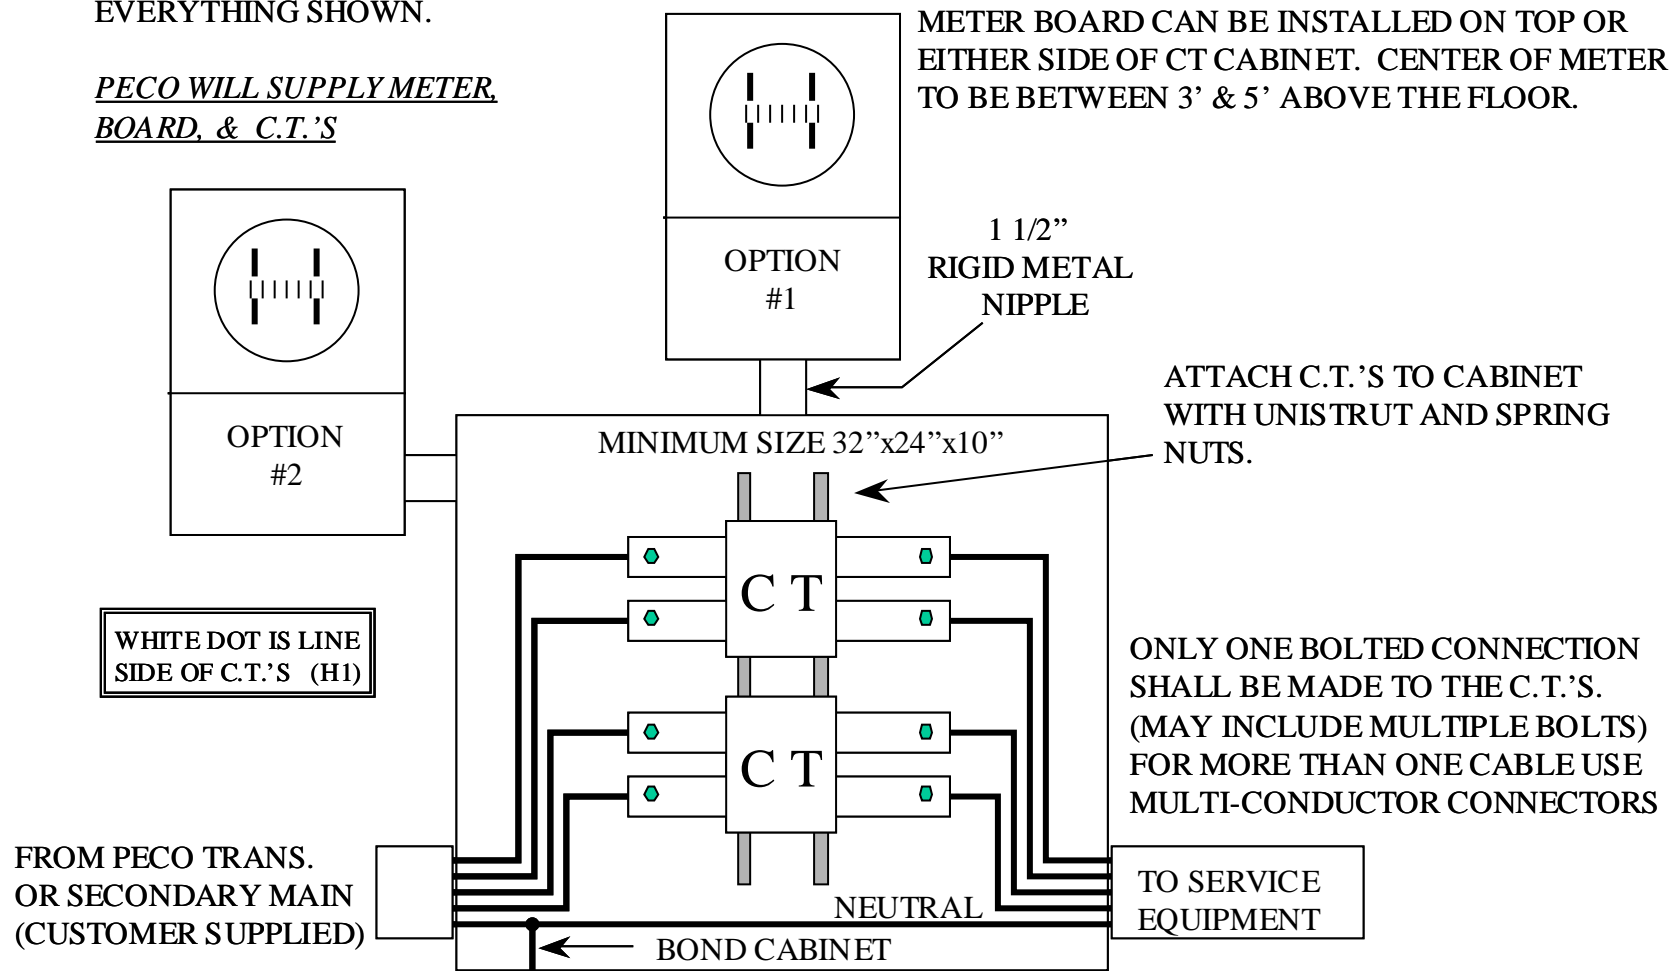 EVERYTHING SHOWN.
PECO WILL SUPPLY METER,
BOARD, & C.T.'S
METER BOARD CAN BE INSTALLED ON TOP OR
EITHER SIDE OF CT CABINET. CENTER OF METER
TO BE BETWEEN 3’ & 5’ ABOVE THE FLOOR.
OPTION
#1
1 1/2”
RIGID METAL
NIPPLE
OPTION
#2
ATTACH C.T.’S TO CABINET
WITH UNISTRUT AND SPRING
NUTS.
MINIMUM SIZE 32”x24”x10”
C T
C T
WHITE DOT IS LINE
SIDE OF C.T.’S (H1)
ONLY ONE BOLTED CONNECTION
SHALL BE MADE TO THE C.T.’S.
(MAY INCLUDE MULTIPLE BOLTS)
FOR MORE THAN ONE CABLE USE
MULTI-CONDUCTOR CONNECTORS
FROM PECO TRANS.
OR SECONDARY MAIN
(CUSTOMER SUPPLIED)
NEUTRAL
BOND CABINET
TO SERVICE
EQUIPMENT